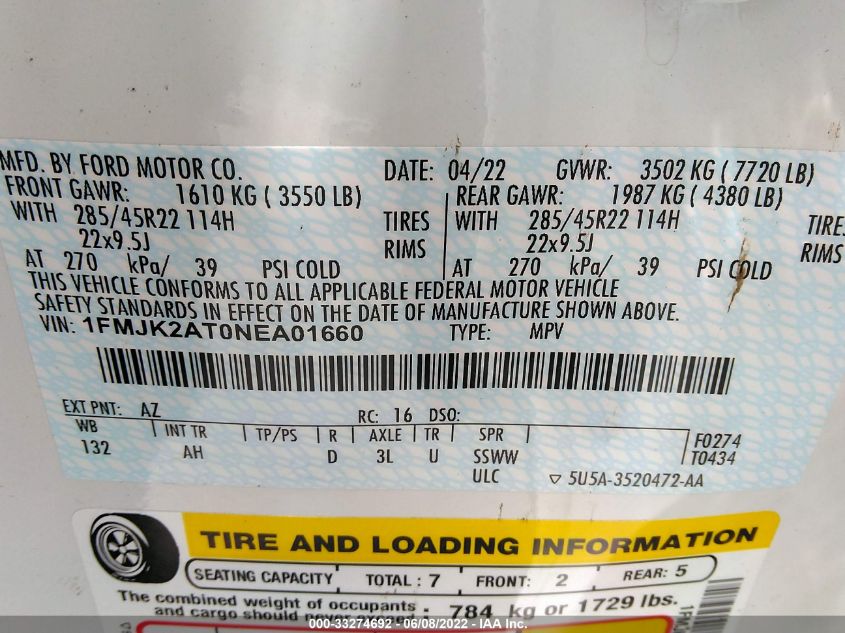 MFD. BY FORD MOTOR CO. DATE: 04/22 GVWR: 3502 KG ( 7720 LB)
FRONT GAWR: 1610 KG ( 3550 LB) REAR GAWR: 1987 KG ( 4380 LB)
WITH 285/45R22 114H TIRES WITH 285/45R22 114H TIRES
22x9.5J RIMS 22x9.5J RIMS
AT 270 kPa/ 39 PSI COLD AT 270 kPa/ 39 PSI COLD
THIS VEHICLE CONFORMS TO ALL APPLICABLE FEDERAL MOTOR VEHICLE
SAFETY STANDARDS IN EFFECT ON THE DATE OF MANUFACTURE SHOWN ABOVE.
VIN: 1FMJK2AT0NEA01660 TYPE: MPV
EXT PNT: AZ RC: 16 DSO:
WB INT TR TP/PS R AXLE TR SPR F0274
132 AH D 3L U SSWW T0434
ULC 5U5A-3520472-AA
TIRE AND LOADING INFORMATION
SEATING CAPACITY TOTAL : 7 FRONT: 2 REAR: 5
The combined weight of occupants
and cargo should never 784 kg or 1729 lbs.
000-33274692 - 06/08/2022 - IAA Inc.